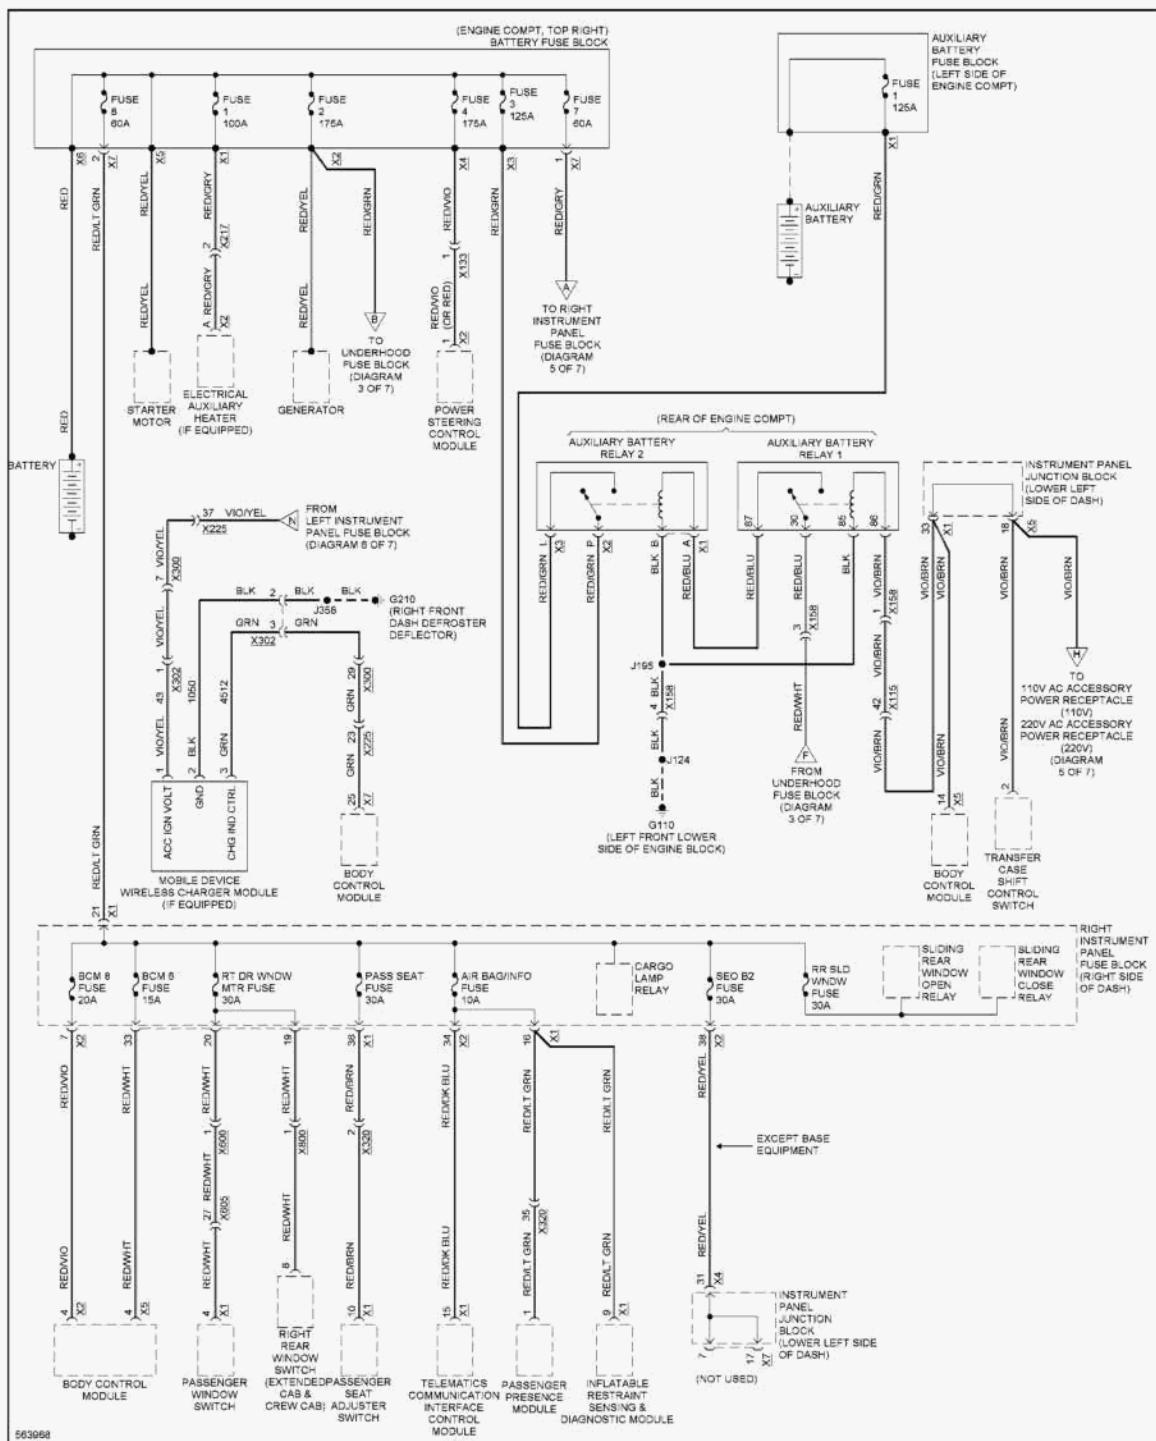 (ENGINE COMPT, TOP RIGHT)
BATTERY FUSE BLOCK
FUSE
60A
FUSE
1
100A
FUSE
2
175A
FUSE
4
175A
FUSE
3
125A
FUSE
7
60A
AUXILIARY
BATTERY
FUSE BLOCK
(LEFT SIDE OF
ENGINE COMPT)
FUSE
1
125A
X6
2
X7
X5
X1
X2
X4
X3
1
X7
X1
RED
RED/LT GRN
RED/YEL
RED/GRY
RED/YEL
RED/GRN
RED/VIO
RED/GRN
RED/GRY
RED/GRN
AUXILIARY
BATTERY
2
X217
1
X133
RED/YEL
A RED/GRY
X2
RED/YEL
RED/VIO
(OR RED)
1
X2
A
TO RIGHT
INSTRUMENT
PANEL
FUSE BLOCK
(DIAGRAM
5 OF 7)
B
TO
UNDERHOOD
FUSE BLOCK
(DIAGRAM
3 OF 7)
STARTER
MOTOR
ELECTRICAL
AUXILIARY
HEATER
(IF EQUIPPED)
GENERATOR
POWER
STEERING
CONTROL
MODULE
RED
BATTERY
(REAR OF ENGINE COMPT)
AUXILIARY BATTERY
RELAY 2
AUXILIARY BATTERY
RELAY 1
INSTRUMENT PANEL
JUNCTION BLOCK
(LOWER LEFT
SIDE OF DASH)
87
30
85
86
33
X1
18
X5
L
X3
P
X2
B
A
X1
RED/GRN
RED/GRN
BLK
RED/BLU
RED/BLU
RED/BLU
BLK
VIO/BRN
VIO/BRN
VIO/BRN
VIO/BRN
VIO/BRN
37 VIO/YEL
X225
N
FROM
LEFT INSTRUMENT
PANEL FUSE BLOCK
(DIAGRAM 6 OF 7)
VIO/YEL
7
X300
VIO/YEL
1
X302
43
VIO/YEL
BLK 2 BLK
J356
BLK
G210
(RIGHT FRONT
DASH DEFROSTER
DEFLECTOR)
GRN 3 GRN
X302
1050
4512
BLK
GRN
29
X300
GRN
23
X225
GRN
25
X7
1
2
3
ACC IGN VOLT
GND
CHG IND CTRL
MOBILE DEVICE
WIRELESS CHARGER MODULE
(IF EQUIPPED)
BODY
CONTROL
MODULE
J195
BLK
4
X158
BLK
J124
BLK
G110
(LEFT FRONT LOWER
SIDE OF ENGINE BLOCK)
3
X158
RED/WHT
F
FROM
UNDERHOOD
FUSE BLOCK
(DIAGRAM
3 OF 7)
1
X158
VIO/BRN
42
X115
VIO/BRN
14
X5
BODY
CONTROL
MODULE
VIO/BRN
2
TRANSFER
CASE
SHIFT
CONTROL
SWITCH
H
TO
110V AC ACCESSORY
POWER RECEPTACLE
(110V)
220V AC ACCESSORY
POWER RECEPTACLE
(220V)
(DIAGRAM
5 OF 7)
RED/LT GRN
21
X1
RIGHT
INSTRUMENT
PANEL
FUSE BLOCK
(RIGHT SIDE
OF DASH)
BCM 8
FUSE
20A
BCM 6
FUSE
15A
RT DR WNDW
MTR FUSE
30A
PASS SEAT
FUSE
30A
AIR BAG/INFO
FUSE
10A
CARGO
LAMP
RELAY
SEO B2
FUSE
30A
RR SLD
WNDW
FUSE
30A
SLIDING
REAR
WINDOW
OPEN
RELAY
SLIDING
REAR
WINDOW
CLOSE
RELAY
7
X2
33
20
19
38
X1
34
X2
16
X1
38
X2
RED/VIO
RED/WHT
RED/WHT
RED/WHT
RED/BRN
RED/DK BLU
RED/LT GRN
RED/LT GRN
RED/YEL
1
X600
1
X800
2
X320
RED/WHT
27
X605
RED/WHT
35
X320
EXCEPT BASE
EQUIPMENT
RED/VIO
RED/WHT
RED/WHT
8
RED/BRN
RED/DK BLU
RED/LT GRN
RED/LT GRN
RED/YEL
4
X2
4
X5
4
X1
10
X1
15
X1
1
9
X1
31
X4
7
17
X7
INSTRUMENT
PANEL
JUNCTION
BLOCK
(LOWER LEFT SIDE
OF DASH)
(NOT USED)
BODY CONTROL
MODULE
PASSENGER
WINDOW
SWITCH
RIGHT
REAR
WINDOW
SWITCH
(EXTENDED
CAB &
CREW CAB)
PASSENGER
SEAT
ADJUSTER
SWITCH
TELEMATICS
COMMUNICATION
INTERFACE
CONTROL
MODULE
PASSENGER
PRESENCE
MODULE
INFLATABLE
RESTRAINT
SENSING &
DIAGNOSTIC MODULE
563968